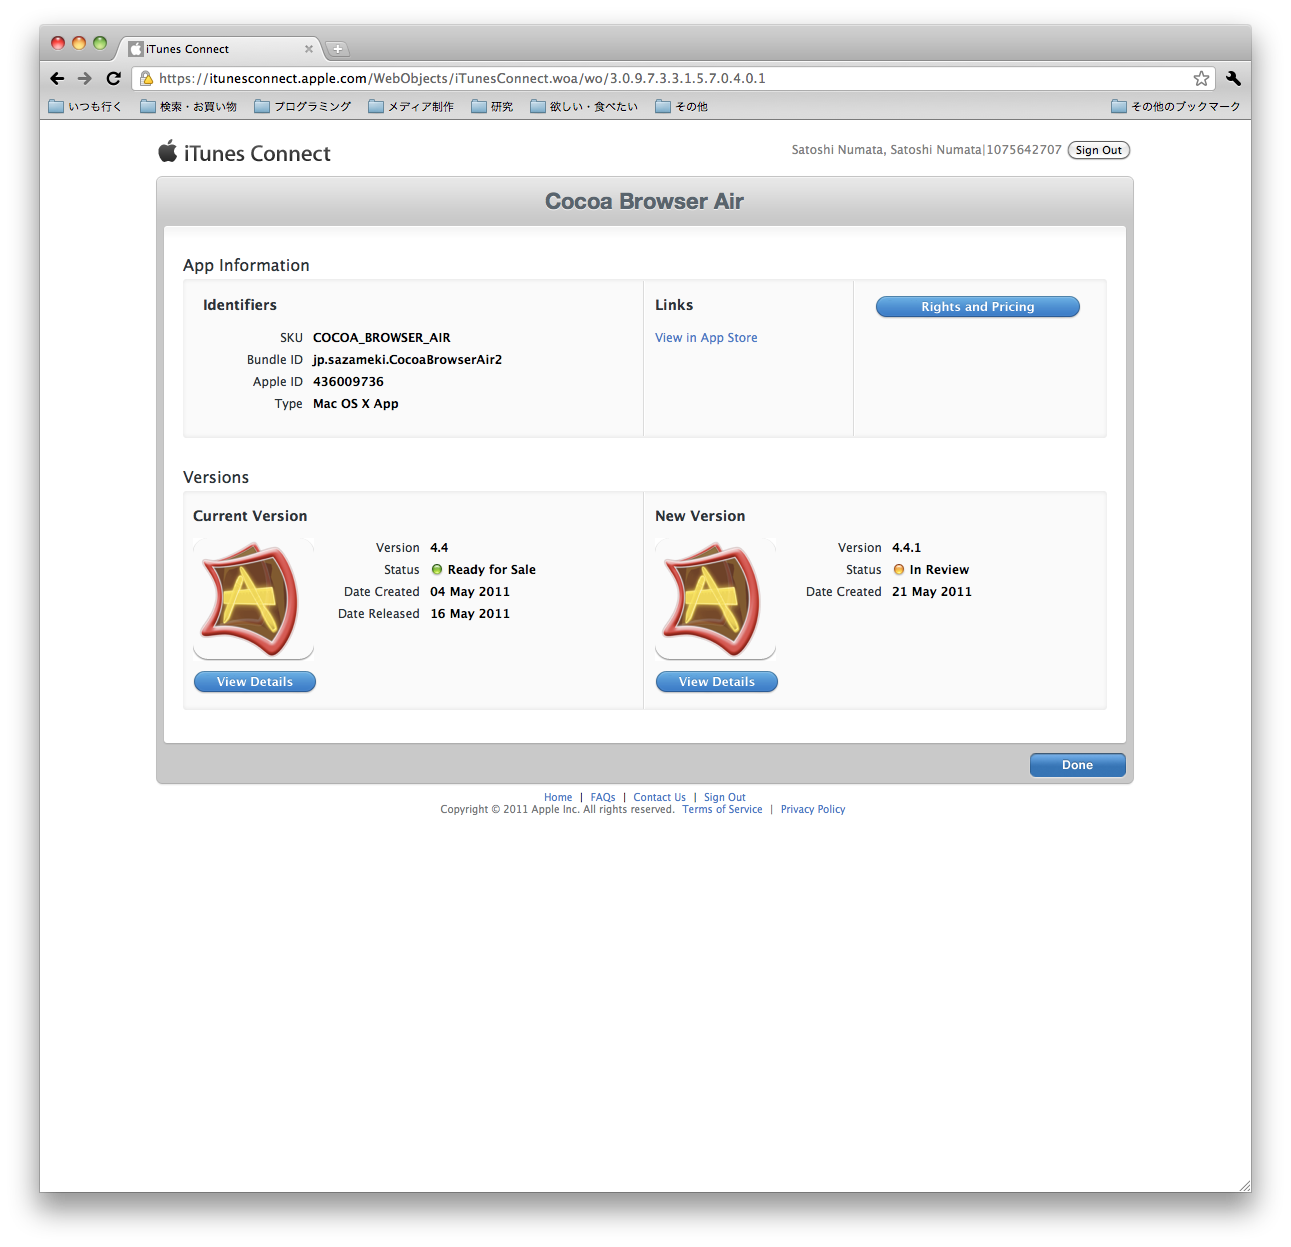 iTunes Connect
https://itunesconnect.apple.com/WebObjects/iTunesConnect.woa/wo/3.0.9.7.3.3.1.5.7.0.4.0.1
いつも行く 検索・お買い物 プログラミング メディア制作 研究 欲しい・食べたい その他 その他のブックマーク
iTunes Connect Satoshi Numata, Satoshi Numata|1075642707 Sign Out
Cocoa Browser Air
App Information
Identifiers Links Rights and Pricing
SKU COCOA_BROWSER_AIR View in App Store
Bundle ID jp.sazameki.CocoaBrowserAir2
Apple ID 436009736
Type Mac OS X App
Versions
Current Version
Version 4.4
Status Ready for Sale
Date Created 04 May 2011
Date Released 16 May 2011
View Details
New Version
Version 4.4.1
Status In Review
Date Created 21 May 2011
View Details
Done
Home | FAQs | Contact Us | Sign Out
Copyright © 2011 Apple Inc. All rights reserved. Terms of Service | Privacy Policy